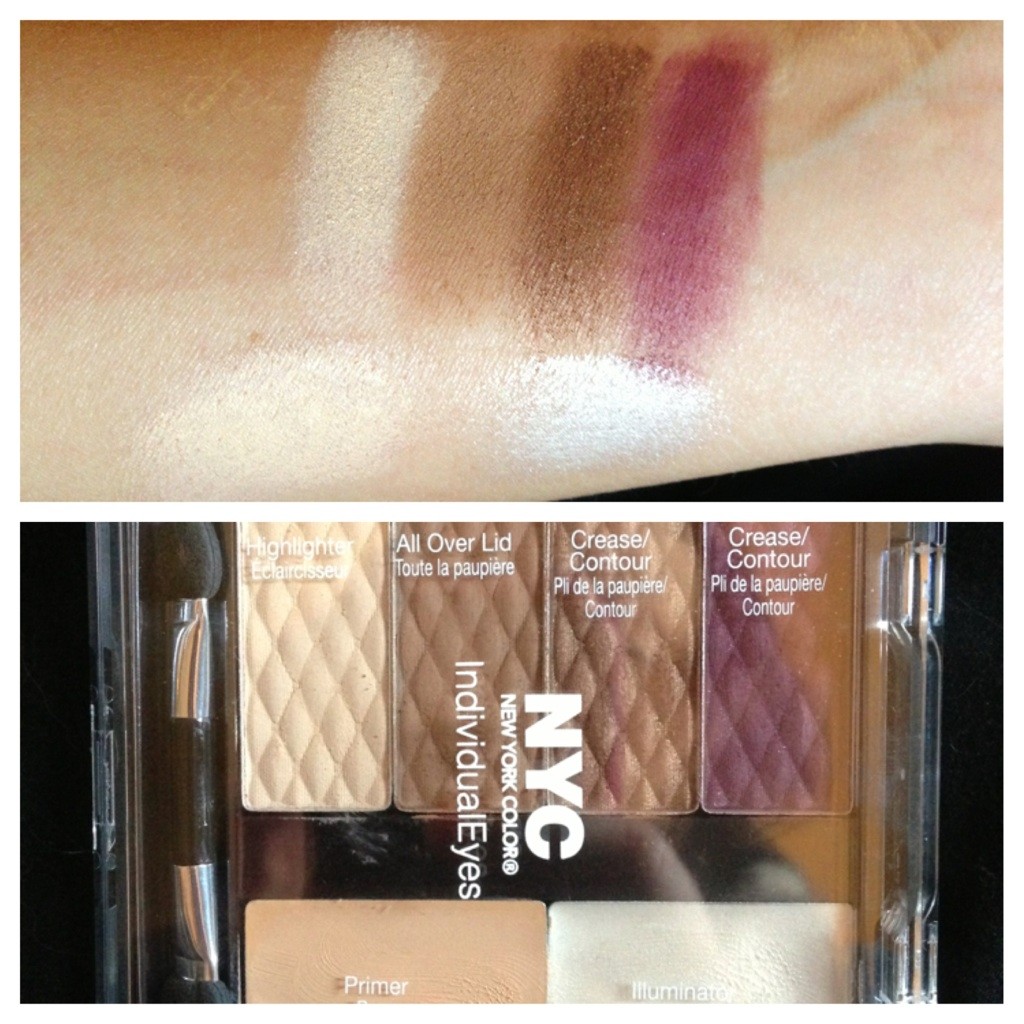 Highlighter
Éclaircisseur
All Over Lid
Toute la paupière
Crease/
Contour
Pli de la paupière/
Contour
Crease/
Contour
Pli de la paupière/
Contour
NYC
NEW YORK COLOR®
IndividualEyes
Primer
Illuminator